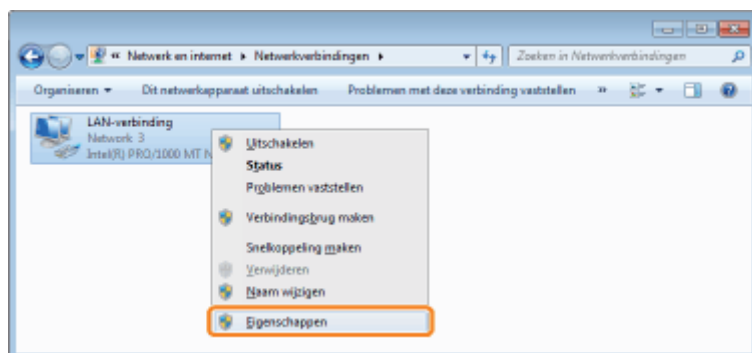 « Netwerk en internet ▸ Netwerkverbindingen ▸ Zoeken in Netwerkverbindingen
Organiseren Dit netwerkapparaat uitschakelen Problemen met deze verbinding vaststellen »
LAN-verbinding
Network 3
Intel(R) PRO/1000 MT N
Uitschakelen
Status
Problemen vaststellen
Verbindingsbrug maken
Snelkoppeling maken
Verwijderen
Naam wijzigen
Eigenschappen